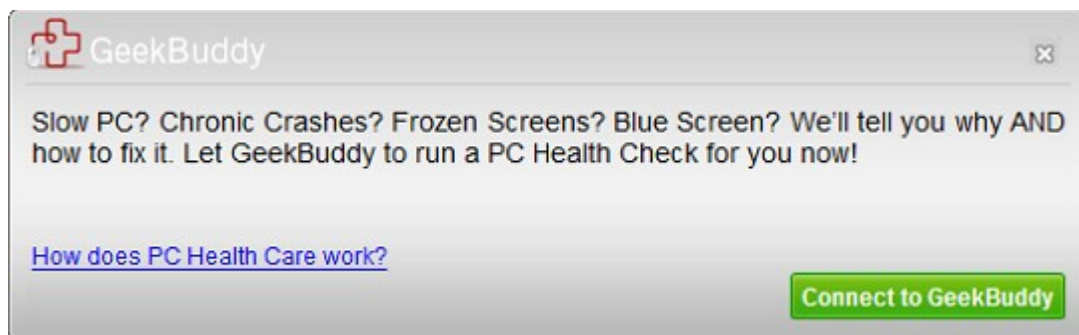 GeekBuddy
Slow PC? Chronic Crashes? Frozen Screens? Blue Screen? We'll tell you why AND
how to fix it. Let GeekBuddy to run a PC Health Check for you now!
How does PC Health Care work?
Connect to GeekBuddy